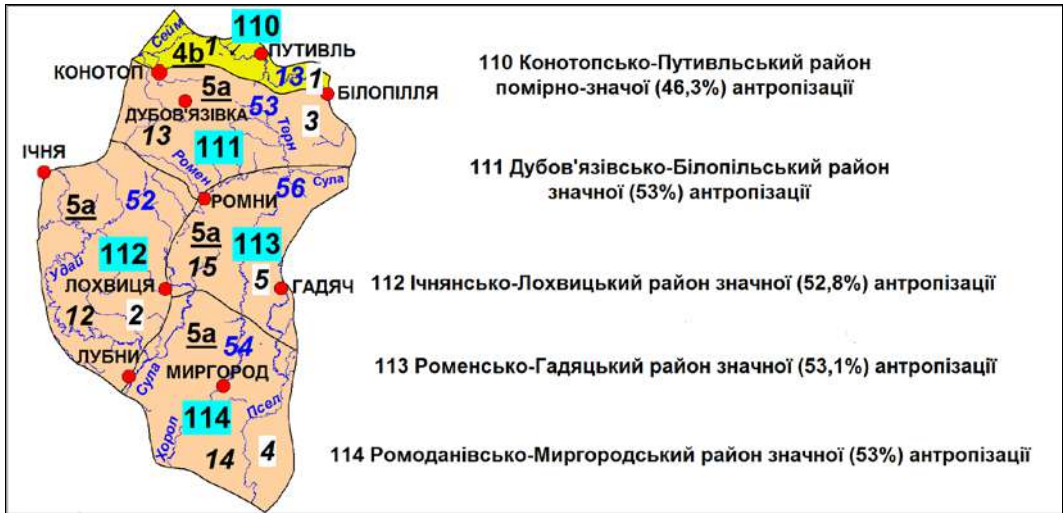 110
Сейм
1
4b
ПУТИВЛЬ
КОНОТОП
13
1
БІЛОПІЛЛЯ
5a
53
ДУБОВ'ЯЗІВКА
13
3
Терн
111
ІЧНЯ
Ромен
5a
52
56
Сула
РОМНИ
5a
113
112
15
Удай
ЛОХВИЦЯ
5
ГАДЯЧ
12
2
5a
54
ЛУБНИ
Сула
МИРГОРОД
Псел
114
Хорол
14
4
110 Конотопсько-Путивльський район
помірно-значої (46,3%) антропізації
111 Дубов'язівсько-Білопільський район
значної (53%) антропізації
112 Ічнянсько-Лохвицький район значної (52,8%) антропізації
113 Роменсько-Гадяцький район значної (53,1%) антропізації
114 Ромоданівсько-Миргородський район значної (53%) антропізації